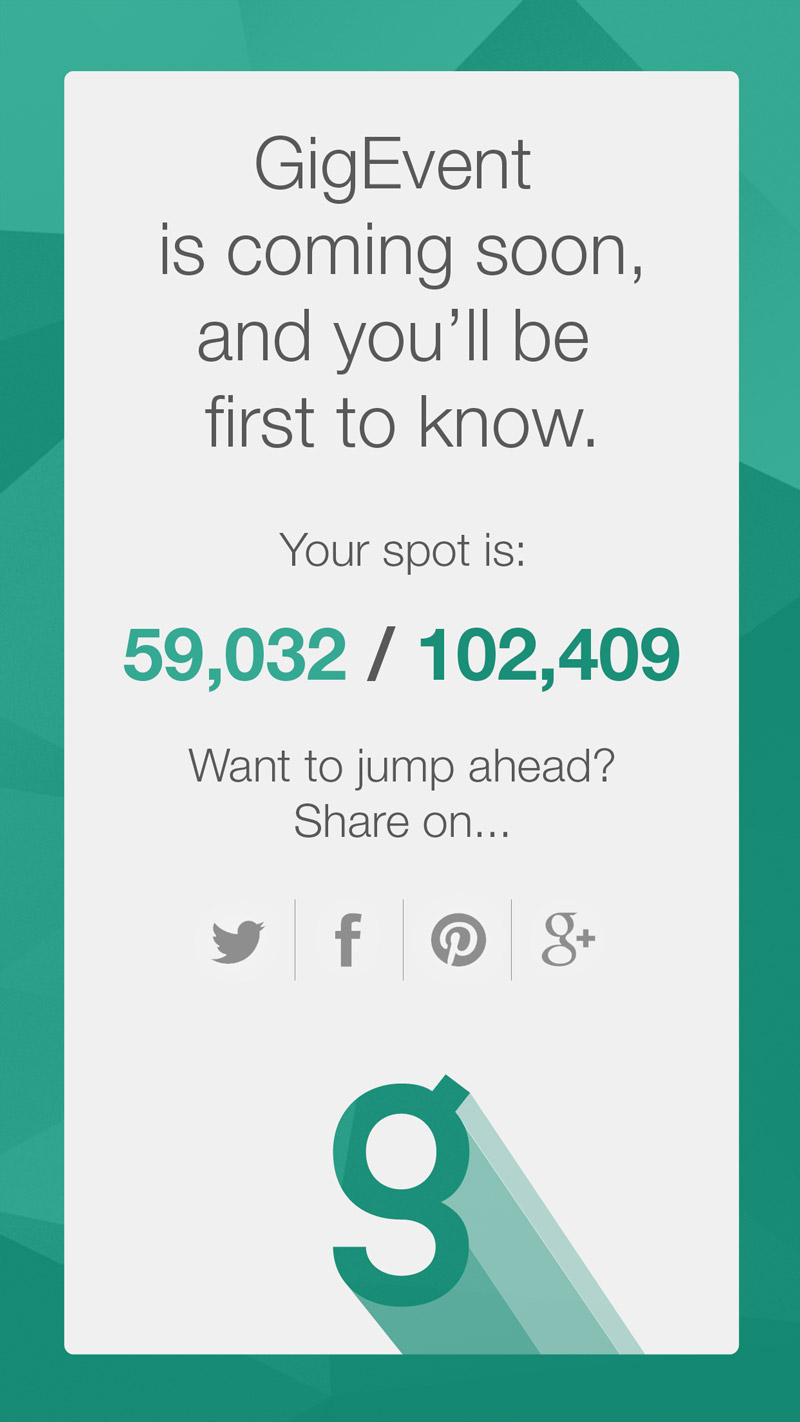 GigEvent
is coming soon,
and you’ll be
first to know.
Your spot is:
59,032 / 102,409
Want to jump ahead?
Share on...
f
g+
g